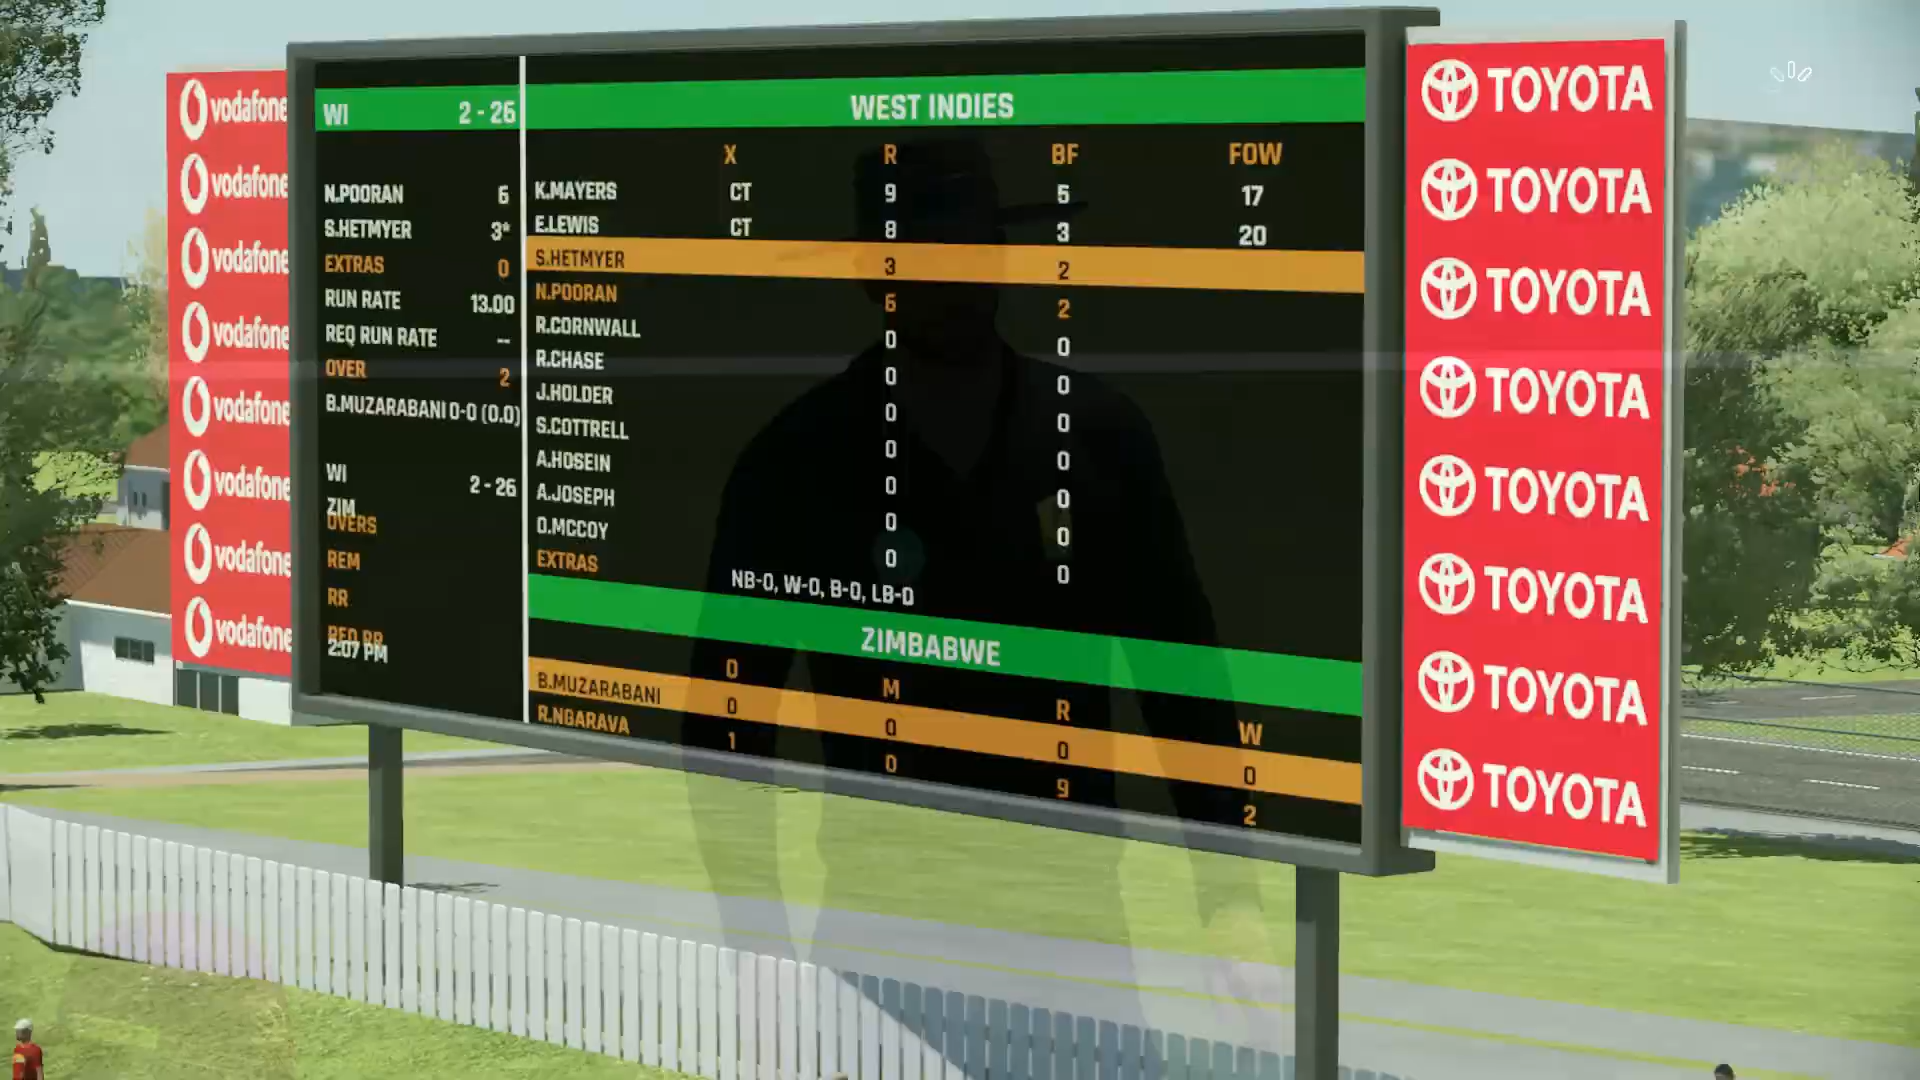 vodafone
vodafone
vodafone
vodafone
vodafone
vodafone
vodafone
vodafone
WI 2 - 26
N.POORAN 6
S.HETMYER 3*
EXTRAS 0
RUN RATE 13.00
REQ RUN RATE --
OVER 2
B.MUZARABANI 0-0 (0.0)
WI 2 - 26
ZIM
OVERS
REM
RR
REQ RR
2:07 PM
WEST INDIES
X R BF FOW
K.MAYERS CT 9 5 17
E.LEWIS CT 8 3 20
S.HETMYER 3 2
N.POORAN 6 2
R.CORNWALL 0 0
R.CHASE 0 0
J.HOLDER 0 0
S.COTTRELL 0 0
A.HOSEIN 0 0
A.JOSEPH 0 0
O.MCCOY 0 0
EXTRAS
NB-0, W-0, B-0, LB-0
ZIMBABWE
O M R W
B.MUZARABANI 0 0 0 0
R.NGARAVA 1 0 9 2
TOYOTA
TOYOTA
TOYOTA
TOYOTA
TOYOTA
TOYOTA
TOYOTA
TOYOTA